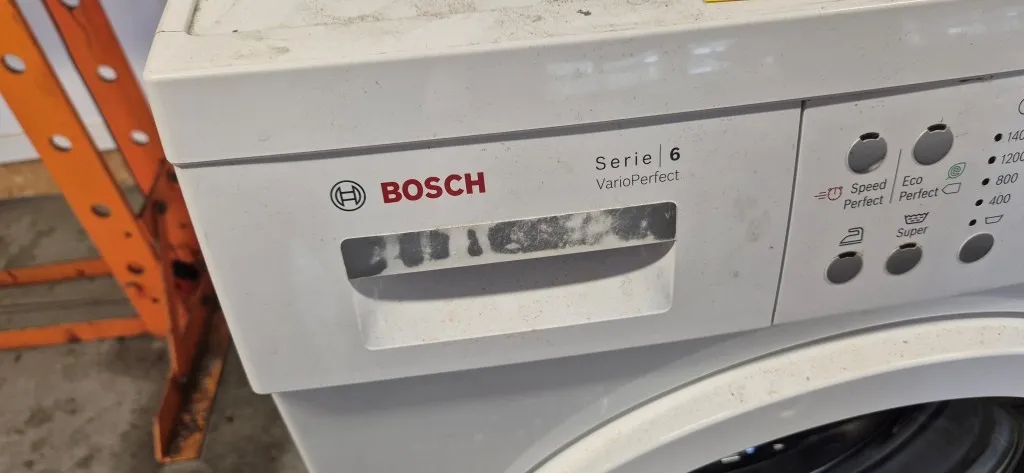 BOSCH
Serie | 6
VarioPerfect
Speed
Perfect
Eco
Perfect
Super
1200
800
400